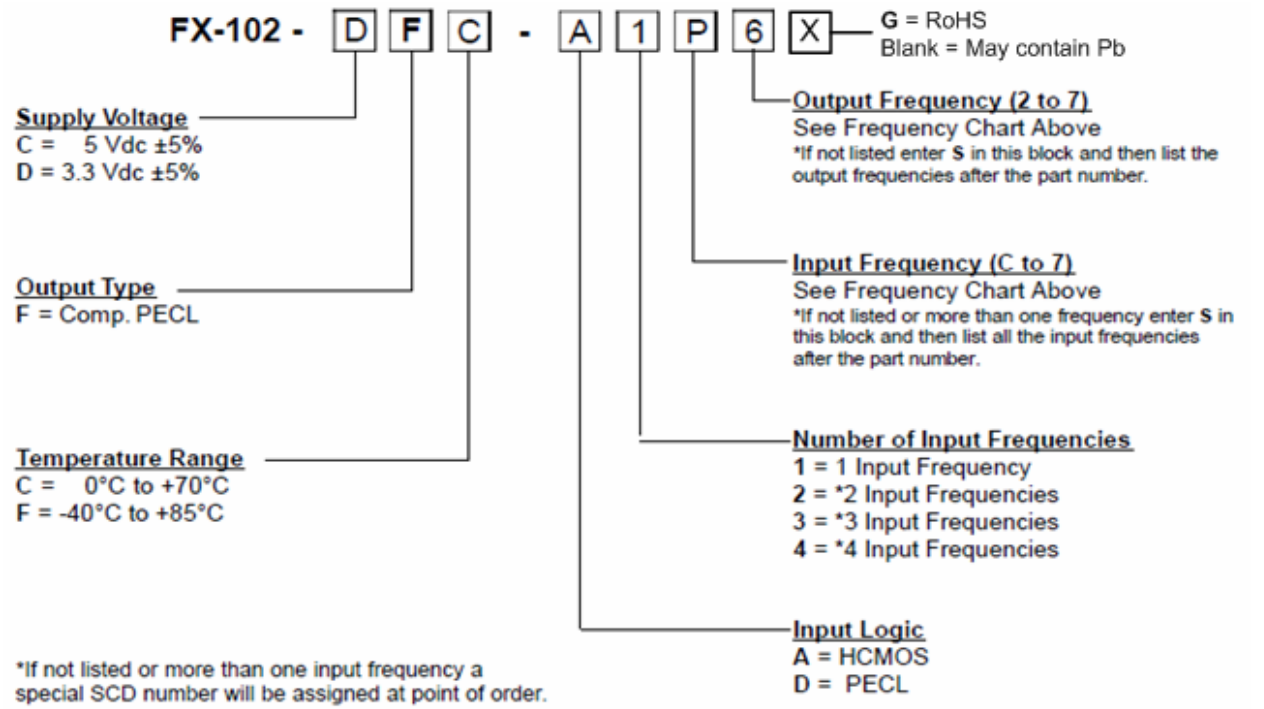 FX-102 - D F C - A 1 P 6 X
G = RoHS
Blank = May contain Pb
Supply Voltage
C = 5 Vdc ±5%
D = 3.3 Vdc ±5%
Output Type
F = Comp. PECL
Temperature Range
C = 0°C to +70°C
F = -40°C to +85°C
*If not listed or more than one input frequency a
special SCD number will be assigned at point of order.
Output Frequency (2 to 7)
See Frequency Chart Above
*If not listed enter S in this block and then list the
output frequencies after the part number.
Input Frequency (C to 7)
See Frequency Chart Above
*If not listed or more than one frequency enter S in
this block and then list all the input frequencies
after the part number.
Number of Input Frequencies
1 = 1 Input Frequency
2 = *2 Input Frequencies
3 = *3 Input Frequencies
4 = *4 Input Frequencies
Input Logic
A = HCMOS
D = PECL